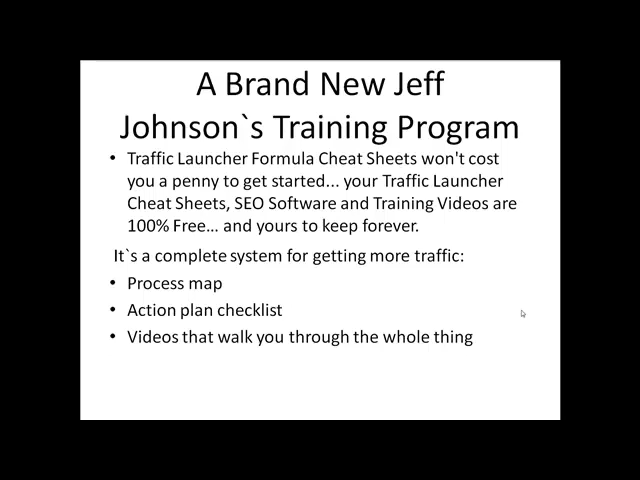 A Brand New Jeff
Johnson`s Training Program
• Traffic Launcher Formula Cheat Sheets won't cost
you a penny to get started... your Traffic Launcher
Cheat Sheets, SEO Software and Training Videos are
100% Free... and yours to keep forever.
It`s a complete system for getting more traffic:
• Process map
• Action plan checklist
• Videos that walk you through the whole thing